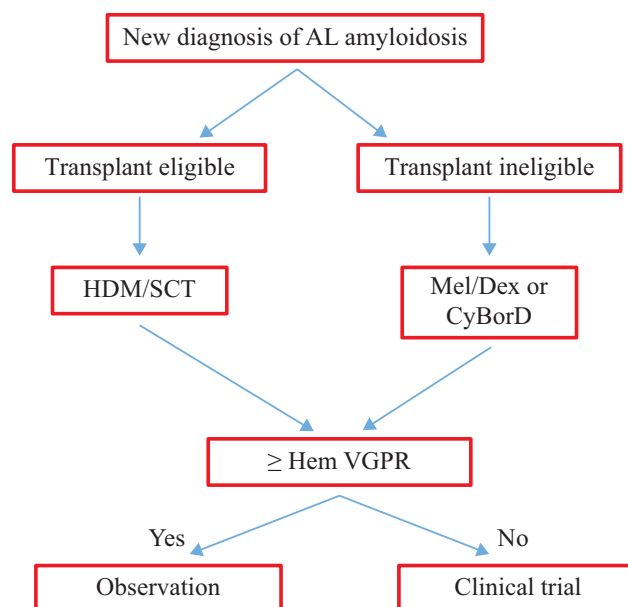 New diagnosis of AL amyloidosis
Transplant eligible
Transplant ineligible
HDM/SCT
Mel/Dex or
CyBorD
≥ Hem VGPR
Yes
No
Observation
Clinical trial